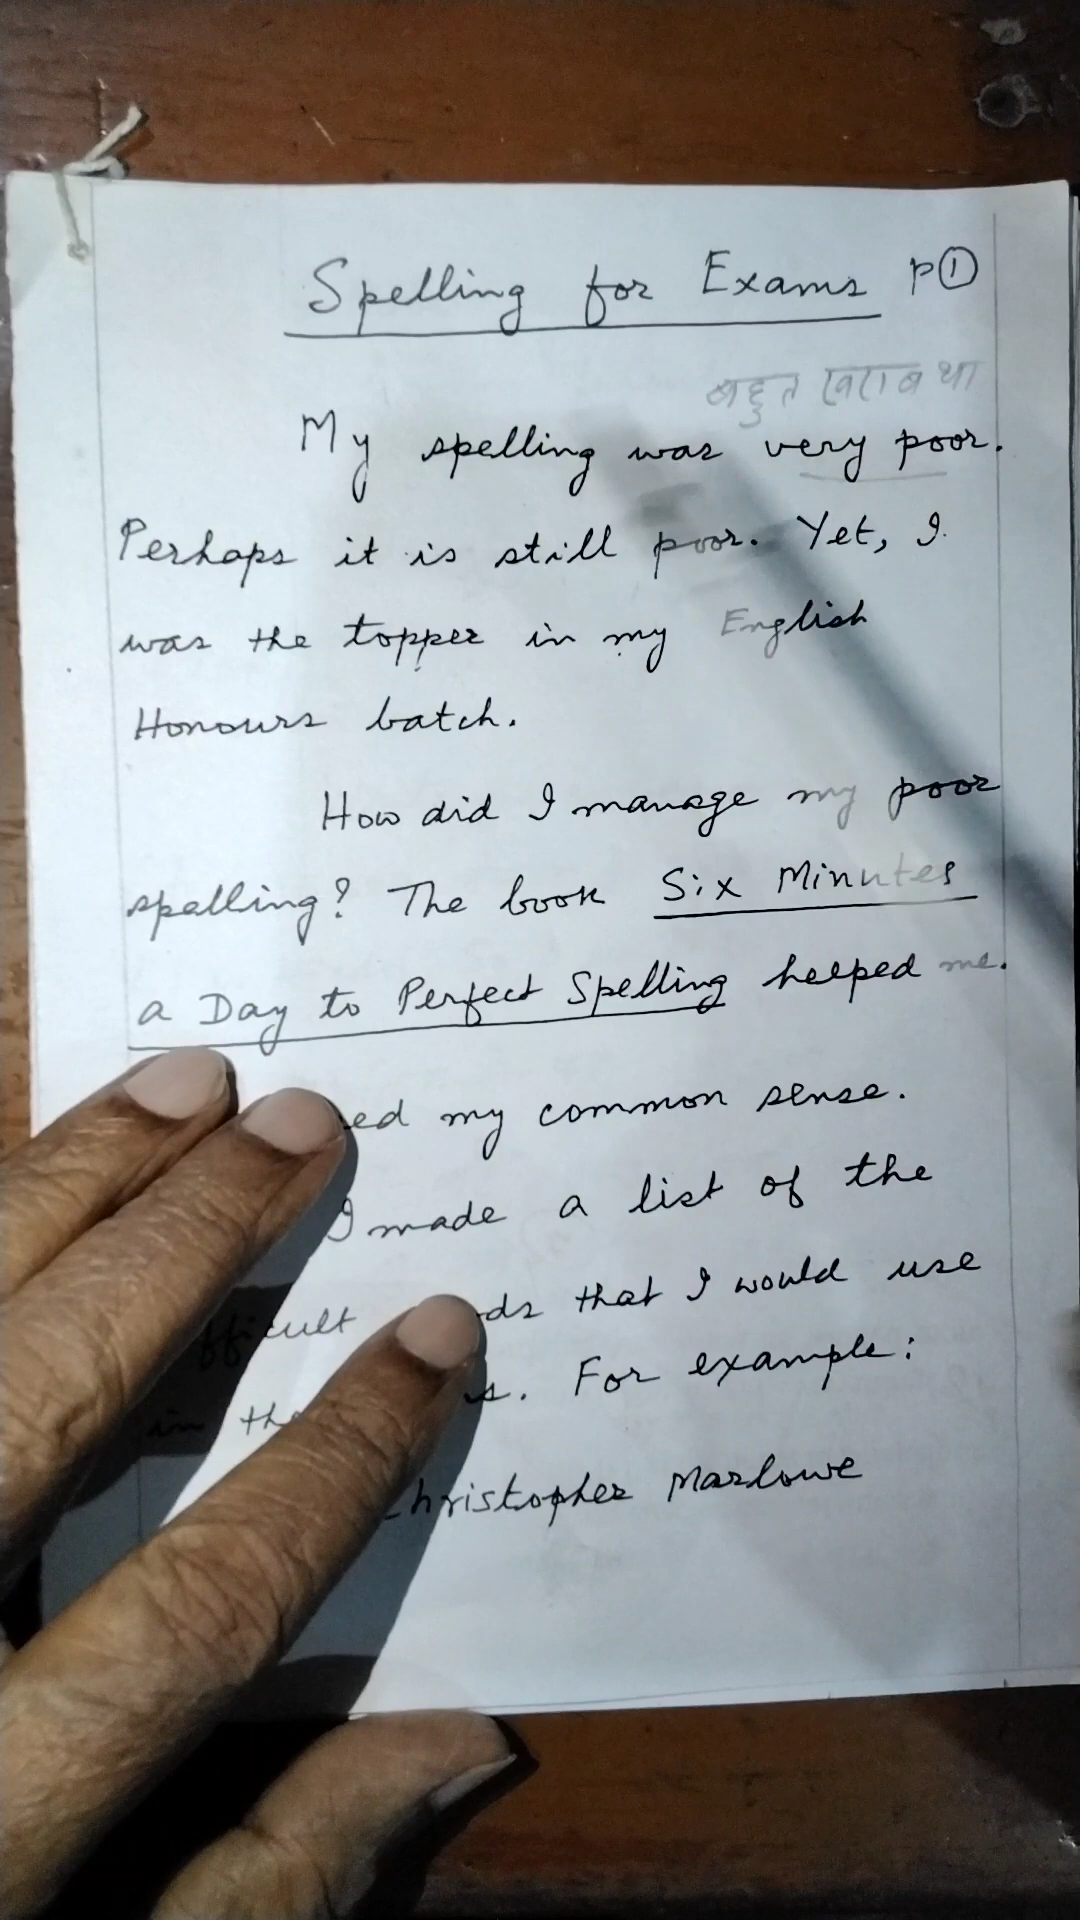 Spelling for Exams P①
बहुत खराब था
My spelling was very poor.
Perhaps it is still poor. Yet, I
was the topper in my English
Honours batch.
How did I manage my poor
spelling? The book Six Minutes
a Day to Perfect Spelling helped me.
my common sense.
I made a list of the
that I would use
in For example:
Christopher Marlowe